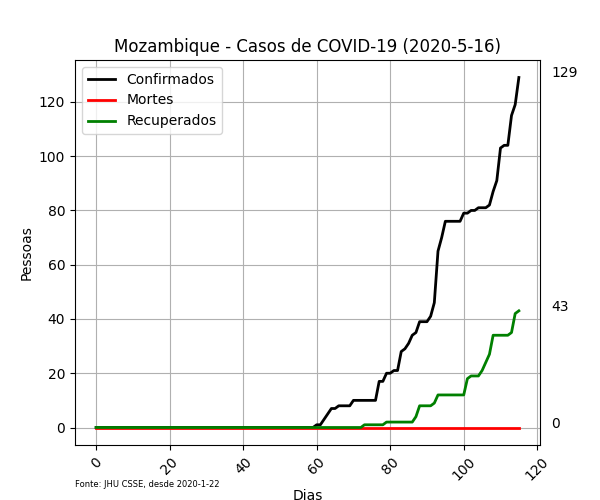 Mozambique - Casos de COVID-19 (2020-5-16)
Confirmados
Mortes
Recuperados
129
43
0
Pessoas
120
100
80
60
40
20
0
0 20 40 60 80 100 120
Fonte: JHU CSSE, desde 2020-1-22
Dias